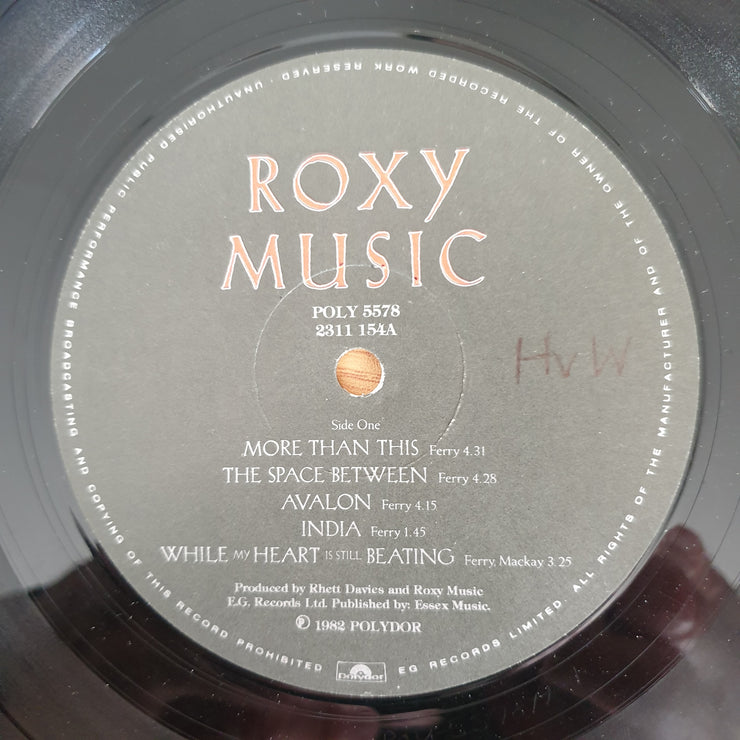 ROXY
MUSIC
POLY 5578
2311 154A
HvW
Side One
MORE THAN THIS Ferry 4.31
THE SPACE BETWEEN Ferry 4.28
AVALON Ferry 4.15
INDIA Ferry 1.45
WHILE MY HEART IS STILL BEATING Ferry, Mackay 3.25
Produced by Rhett Davies and Roxy Music
E.G. Records Ltd. Published by: Essex Music.
Ⓟ 1982 POLYDOR
Polydor
EG RECORDS LIMITED. ALL RIGHTS OF THE MANUFACTURER AND OF THE OWNER OF THE RECORDED WORK RESERVED · UNAUTHORISED PUBLIC PERFORMANCE BROADCASTING AND COPYING OF THIS RECORD PROHIBITED